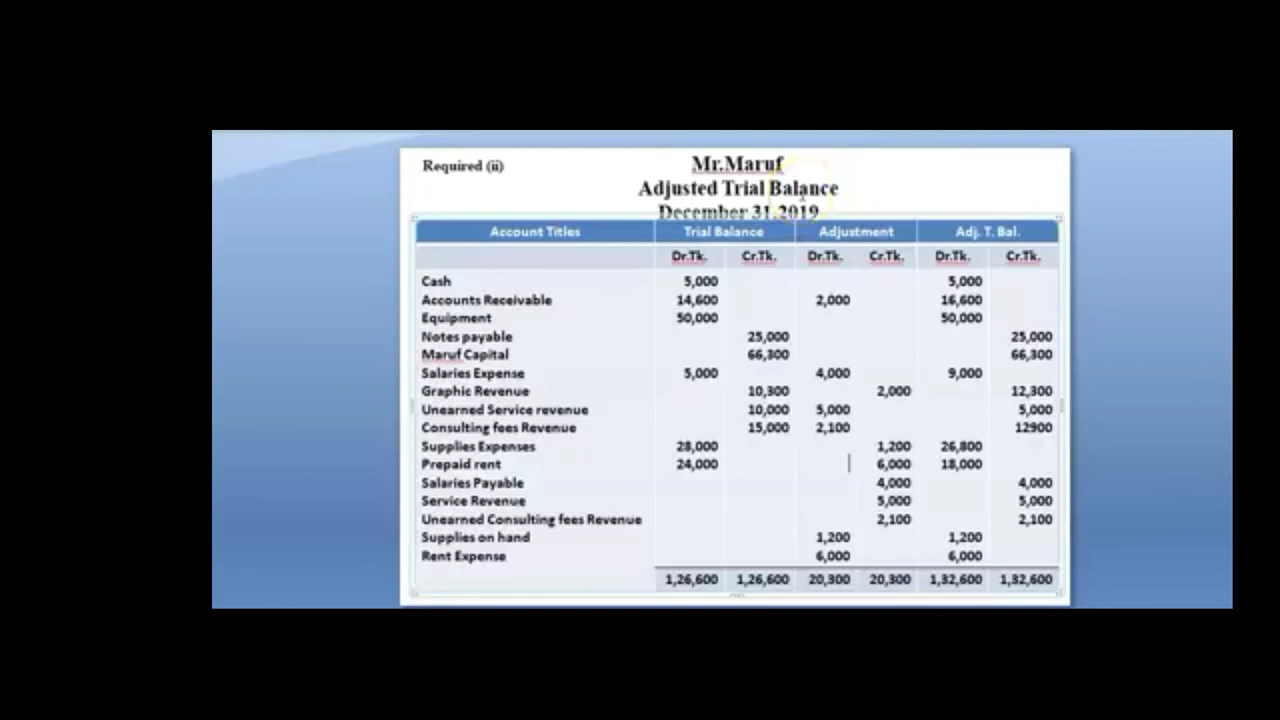 Required (ii)
Mr.Maruf
Adjusted Trial Balance
December 31.2019
Account Titles Trial Balance Adjustment Adj. T. Bal.
Dr.Tk. Cr.Tk. Dr.Tk. Cr.Tk. Dr.Tk. Cr.Tk.
Cash 5,000 5,000
Accounts Receivable 14,600 2,000 16,600
Equipment 50,000 50,000
Notes payable 25,000 25,000
Maruf Capital 66,300 66,300
Salaries Expense 5,000 4,000 9,000
Graphic Revenue 10,300 2,000 12,300
Unearned Service revenue 10,000 5,000 5,000
Consulting fees Revenue 15,000 2,100 12900
Supplies Expenses 28,000 1,200 26,800
Prepaid rent 24,000 6,000 18,000
Salaries Payable 4,000 4,000
Service Revenue 5,000 5,000
Unearned Consulting fees Revenue 2,100 2,100
Supplies on hand 1,200 1,200
Rent Expense 6,000 6,000
1,26,600 1,26,600 20,300 20,300 1,32,600 1,32,600